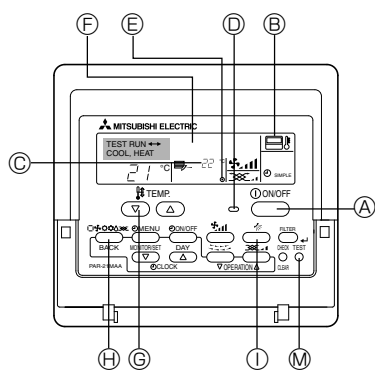 F
E
D
B
MITSUBISHI ELECTRIC
TEST RUN
COOL, HEAT
C
21 °C
22 °C
SIMPLE
TEMP.
ON/OFF
A
MENU
ON/OFF
FILTER
BACK
MONITOR/SET
DAY
CHECK TEST
PAR-21MAA
CLOCK
OPERATION
CLEAR
H
G
I
M